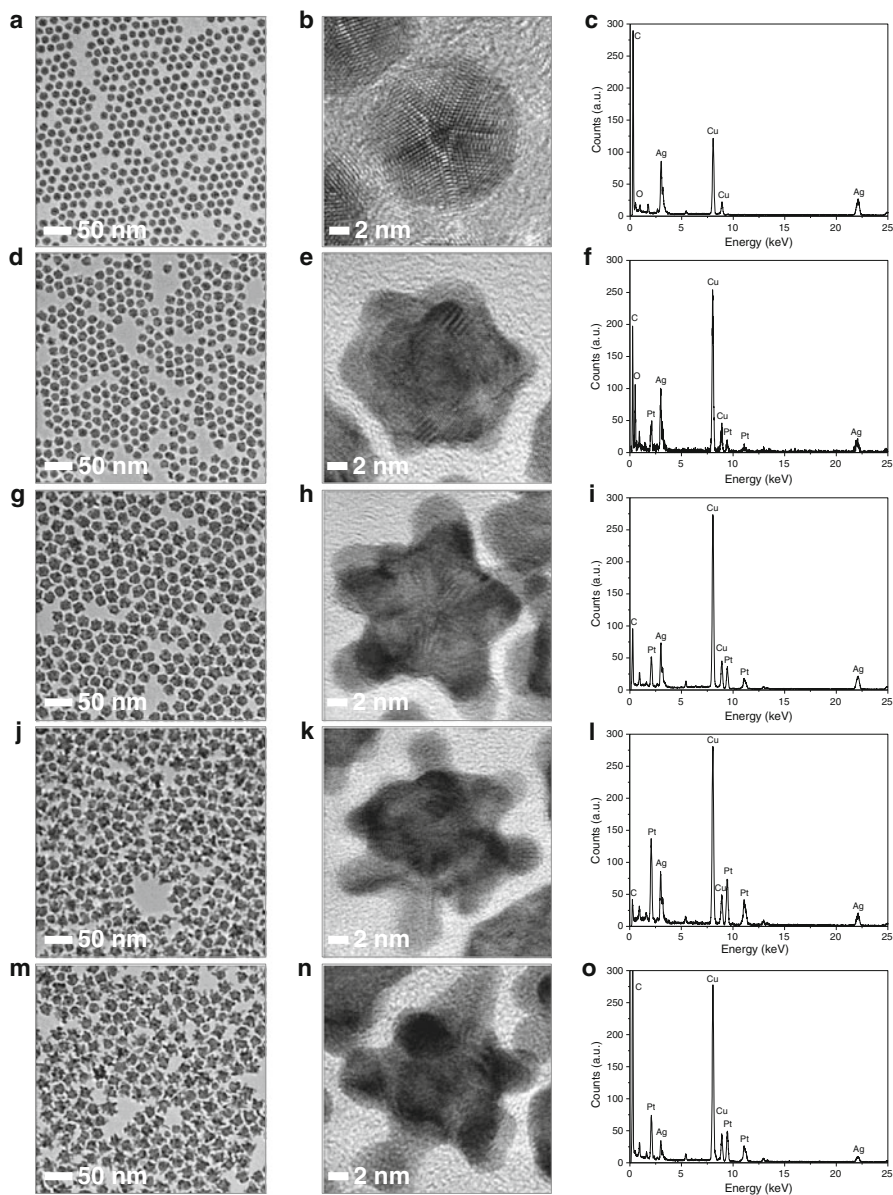 a
50 nm
b
2 nm
c
300
250
200
150
100
50
0
Counts (a.u.)
C
O
Ag
Cu
Cu
Ag
0 5 10 15 20 25
Energy (keV)
d
50 nm
e
2 nm
f
300
250
200
150
100
50
0
Counts (a.u.)
C
O
Pt
Ag
Cu
Cu
Pt
Pt
Ag
0 5 10 15 20 25
Energy (keV)
g
50 nm
h
2 nm
i
300
250
200
150
100
50
0
Counts (a.u.)
C
Pt
Ag
Cu
Cu
Pt
Pt
Ag
0 5 10 15 20 25
Energy (keV)
j
50 nm
k
2 nm
l
300
250
200
150
100
50
0
Counts (a.u.)
C
Pt
Ag
Cu
Cu
Pt
Pt
Ag
0 5 10 15 20 25
Energy (keV)
m
50 nm
n
2 nm
o
300
250
200
150
100
50
0
Counts (a.u.)
C
Pt
Ag
Cu
Cu
Pt
Pt
Ag
0 5 10 15 20 25
Energy (keV)